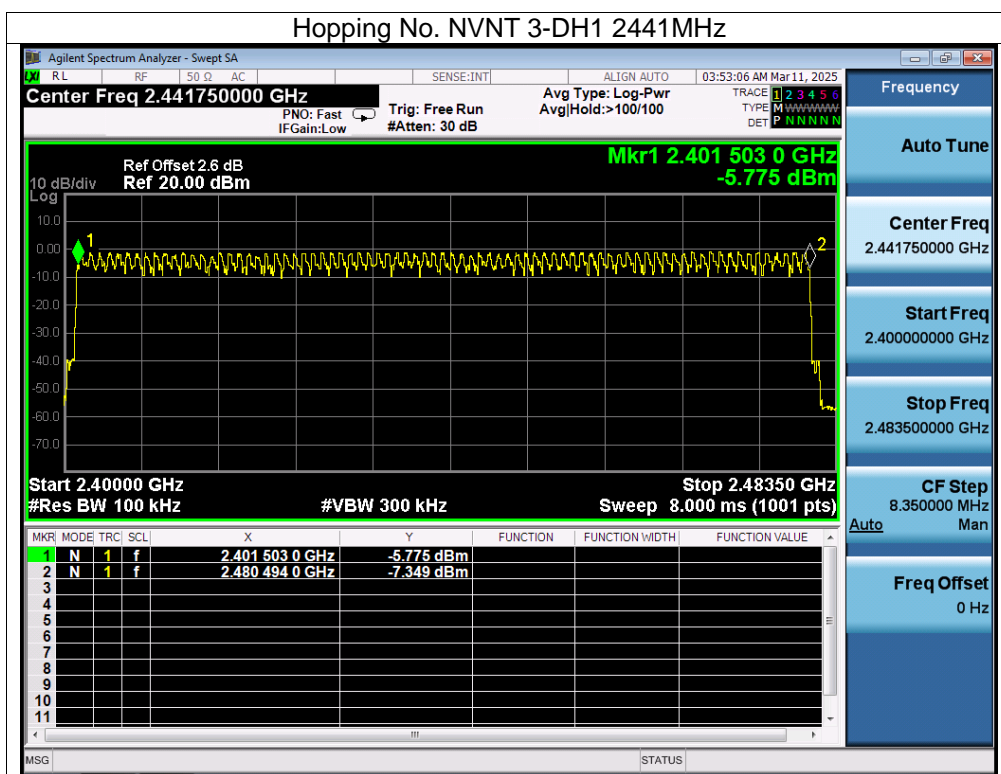 Hopping No. NVNT 3-DH1 2441MHz
Agilent Spectrum Analyzer - Swept SA
LXI RL RF 50 Ω AC SENSE:INT ALIGN AUTO 03:53:06 AM Mar 11, 2025
Center Freq 2.441750000 GHz
PNO: Fast
IFGain:Low
Trig: Free Run
#Atten: 30 dB
Avg Type: Log-Pwr
Avg|Hold:>100/100
TRACE 1 2 3 4 5 6
TYPE M W W W W W
DET P N N N N N
Ref Offset 2.6 dB
10 dB/div Ref 20.00 dBm
Log
Mkr1 2.401 503 0 GHz
-5.775 dBm
10.0
0.00
-10.0
-20.0
-30.0
-40.0
-50.0
-60.0
-70.0
1
2
Start 2.40000 GHz Stop 2.48350 GHz
#Res BW 100 kHz #VBW 300 kHz Sweep 8.000 ms (1001 pts)
MKR MODE TRC SCL X Y FUNCTION FUNCTION WIDTH FUNCTION VALUE
1 N 1 f 2.401 503 0 GHz -5.775 dBm
2 N 1 f 2.480 494 0 GHz -7.349 dBm
3
4
5
6
7
8
9
10
11
MSG STATUS
Frequency
Auto Tune
Center Freq
2.441750000 GHz
Start Freq
2.400000000 GHz
Stop Freq
2.483500000 GHz
CF Step
8.350000 MHz
Auto Man
Freq Offset
0 Hz